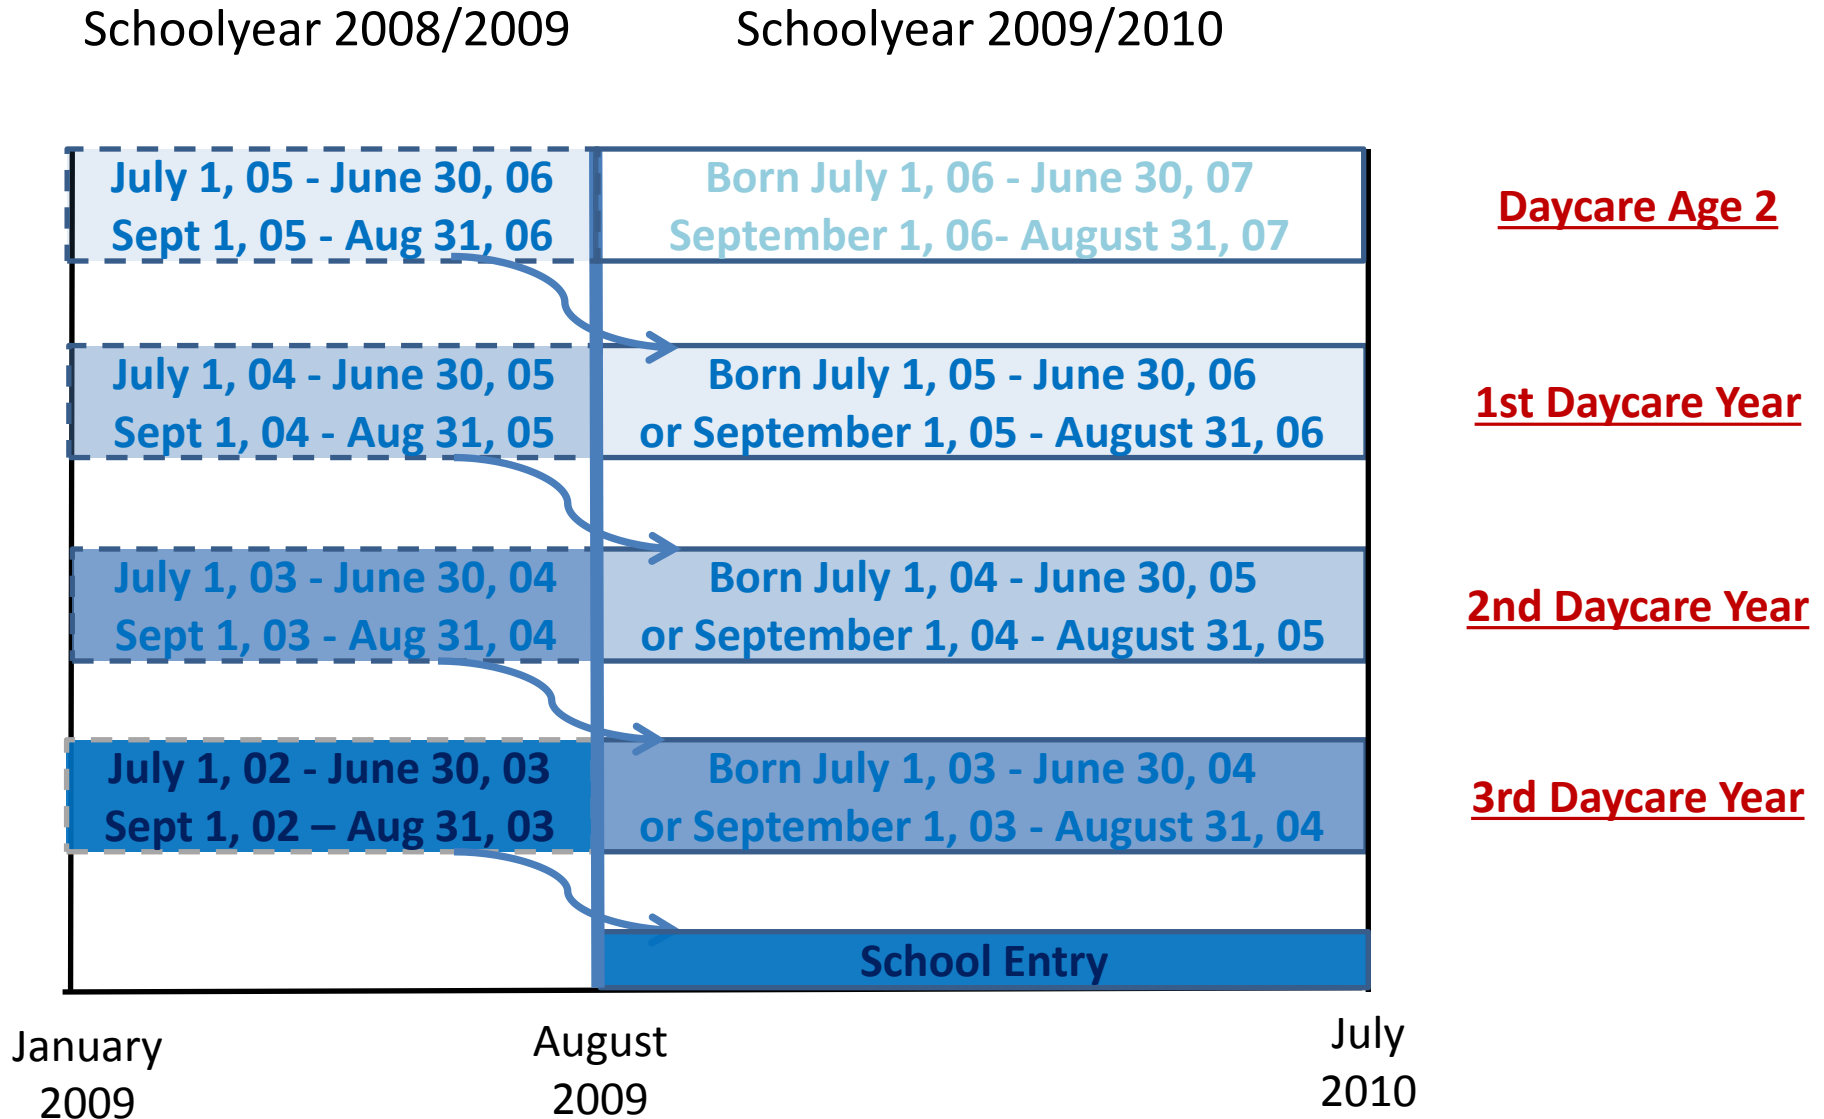 Schoolyear 2008/2009
Schoolyear 2009/2010
July 1, 05 - June 30, 06
Sept 1, 05 - Aug 31, 06
Born July 1, 06 - June 30, 07
September 1, 06- August 31, 07
Daycare Age 2
July 1, 04 - June 30, 05
Sept 1, 04 - Aug 31, 05
Born July 1, 05 - June 30, 06
or September 1, 05 - August 31, 06
1st Daycare Year
July 1, 03 - June 30, 04
Sept 1, 03 - Aug 31, 04
Born July 1, 04 - June 30, 05
or September 1, 04 - August 31, 05
2nd Daycare Year
July 1, 02 - June 30, 03
Sept 1, 02 – Aug 31, 03
Born July 1, 03 - June 30, 04
or September 1, 03 - August 31, 04
3rd Daycare Year
School Entry
January
2009
August
2009
July
2010